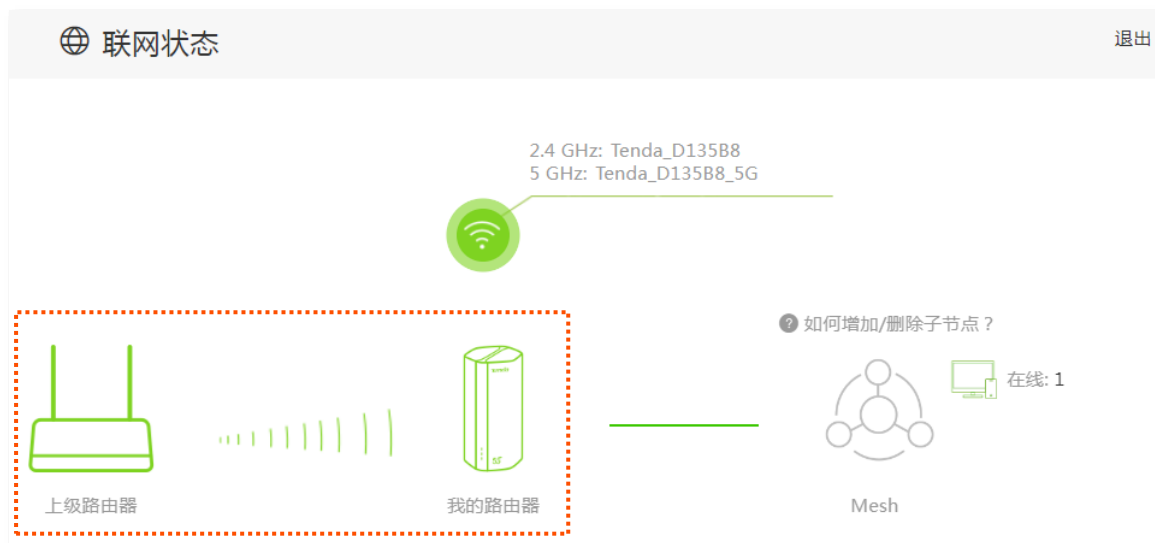 联网状态
退出
2.4 GHz: Tenda_D135B8
5 GHz: Tenda_D135B8_5G
如何增加/删除子节点？
在线: 1
5G
上级路由器
我的路由器
Mesh